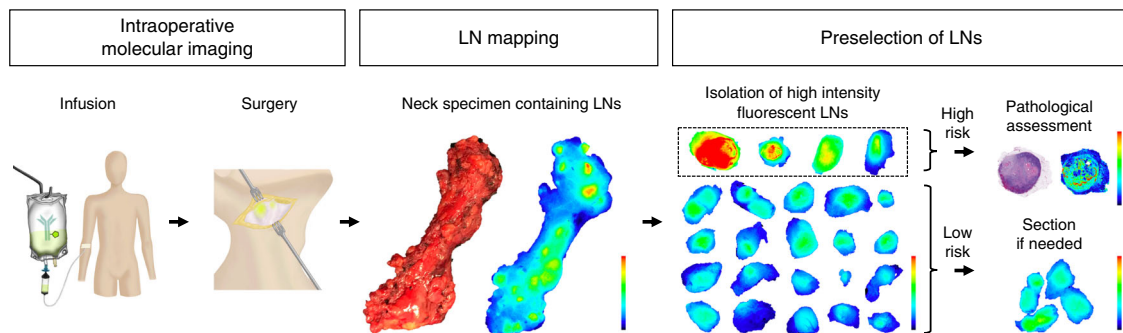 Intraoperative
molecular imaging
LN mapping
Preselection of LNs
Infusion
Surgery
Neck specimen containing LNs
Isolation of high intensity
fluorescent LNs
High
risk
Pathological
assessment
Low
risk
Section
if needed